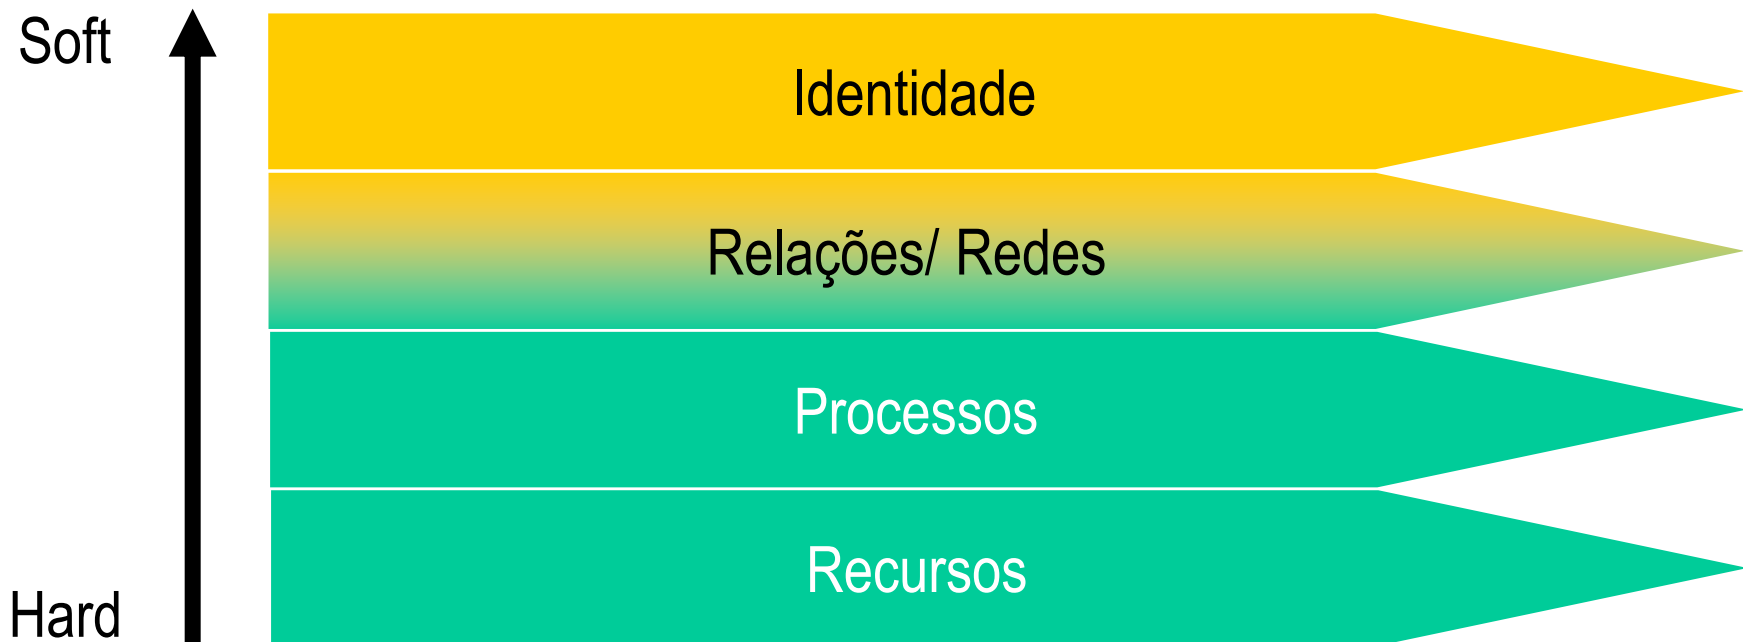 Soft
Identidade
Relações/ Redes
Processos
Recursos
Hard